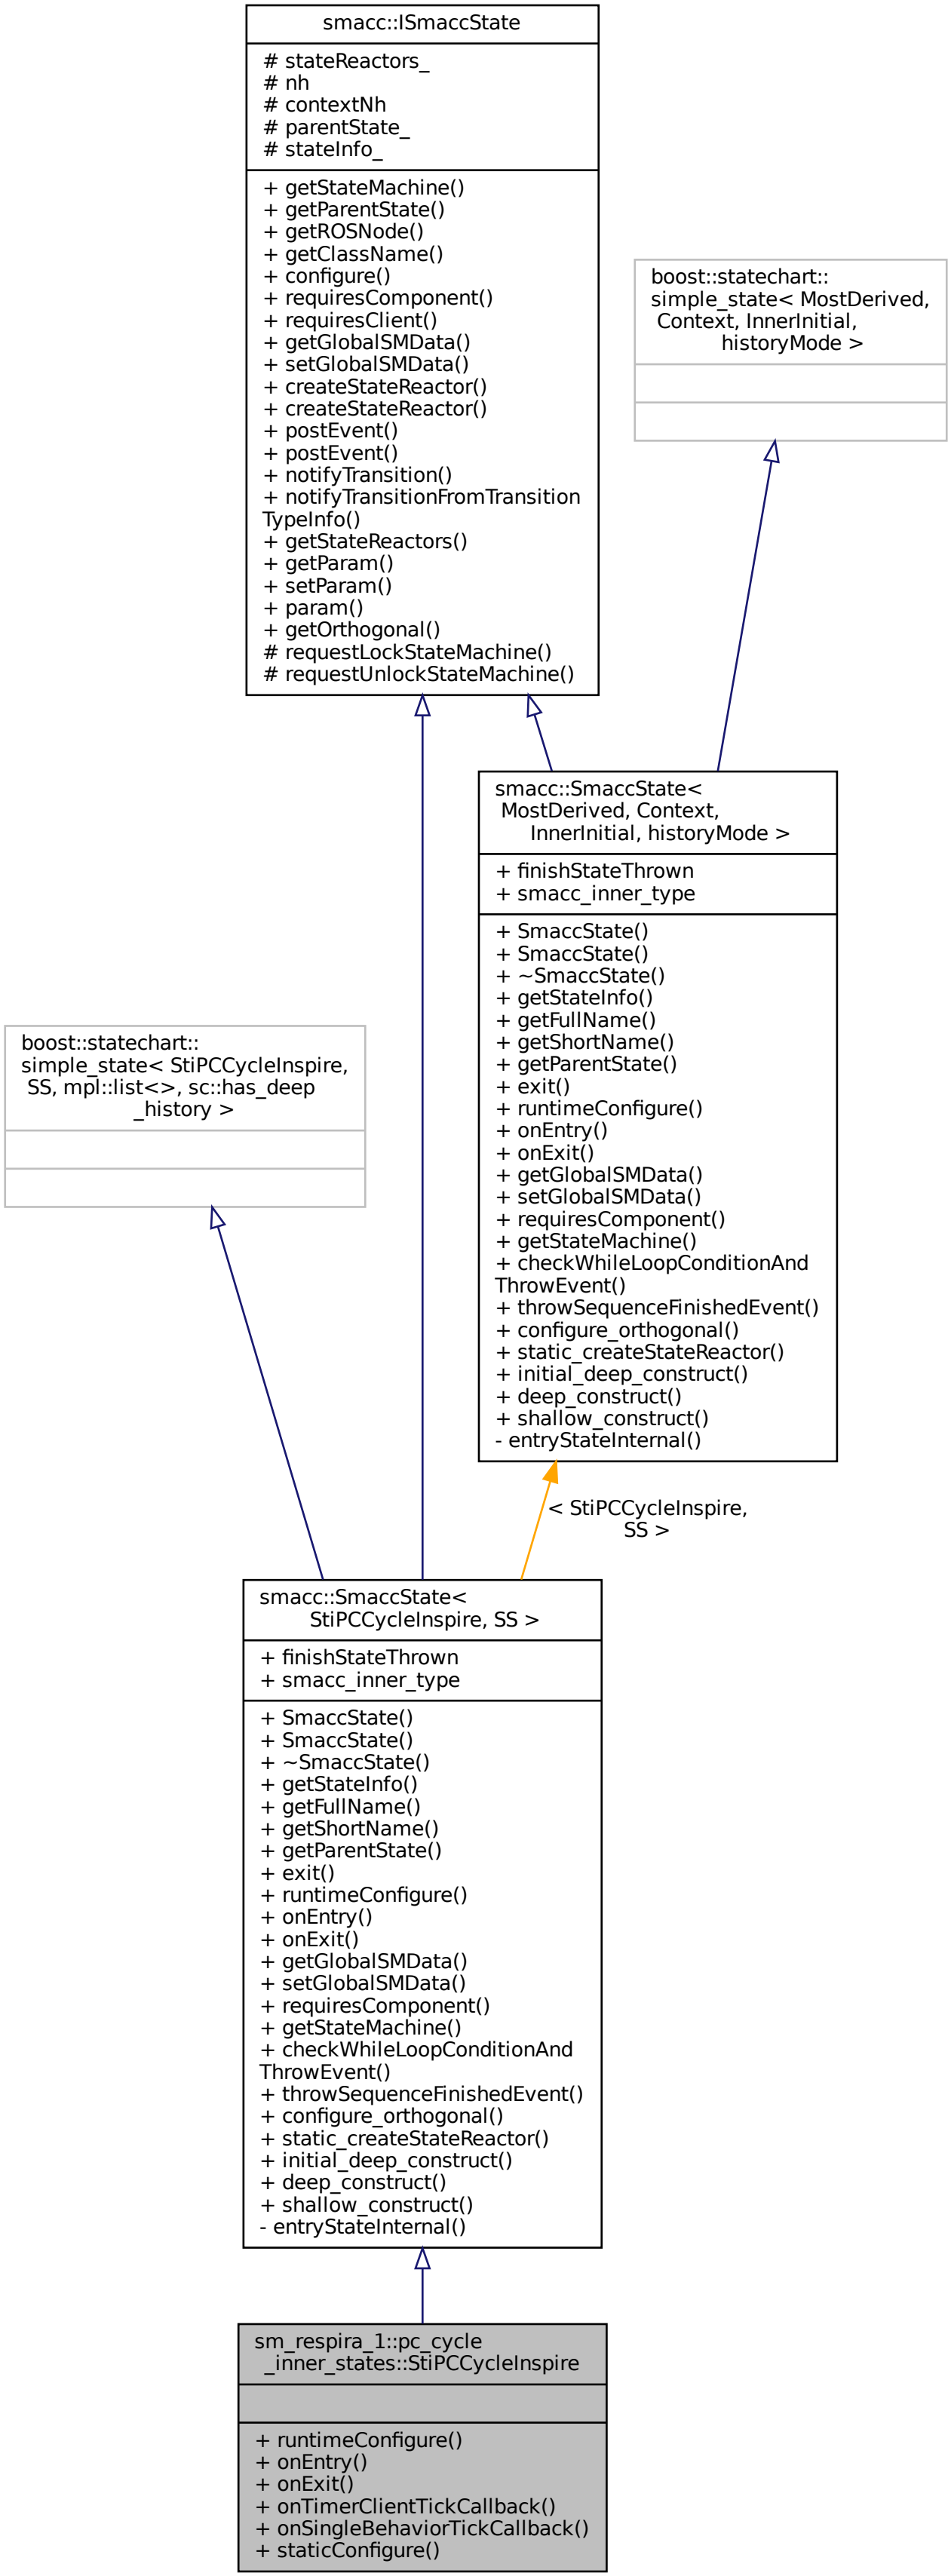 smacc::ISmaccState
# stateReactors_
# nh
# contextNh
# parentState_
# stateInfo_
+ getStateMachine()
+ getParentState()
+ getROSNode()
+ getClassName()
+ configure()
+ requiresComponent()
+ requiresClient()
+ getGlobalSMData()
+ setGlobalSMData()
+ createStateReactor()
+ createStateReactor()
+ postEvent()
+ postEvent()
+ notifyTransition()
+ notifyTransitionFromTransition
TypeInfo()
+ getStateReactors()
+ getParam()
+ setParam()
+ param()
+ getOrthogonal()
# requestLockStateMachine()
# requestUnlockStateMachine()
boost::statechart::
simple_state< MostDerived,
Context, InnerInitial,
historyMode >
smacc::SmaccState<
MostDerived, Context,
InnerInitial, historyMode >
+ finishStateThrown
+ smacc_inner_type
+ SmaccState()
+ SmaccState()
+ ~SmaccState()
+ getStateInfo()
+ getFullName()
+ getShortName()
+ getParentState()
+ exit()
+ runtimeConfigure()
+ onEntry()
+ onExit()
+ getGlobalSMData()
+ setGlobalSMData()
+ requiresComponent()
+ getStateMachine()
+ checkWhileLoopConditionAnd
ThrowEvent()
+ throwSequenceFinishedEvent()
+ configure_orthogonal()
+ static_createStateReactor()
+ initial_deep_construct()
+ deep_construct()
+ shallow_construct()
- entryStateInternal()
boost::statechart::
simple_state< StiPCCycleInspire,
SS, mpl::list<>, sc::has_deep
_history >
< StiPCCycleInspire,
SS >
smacc::SmaccState<
StiPCCycleInspire, SS >
+ finishStateThrown
+ smacc_inner_type
+ SmaccState()
+ SmaccState()
+ ~SmaccState()
+ getStateInfo()
+ getFullName()
+ getShortName()
+ getParentState()
+ exit()
+ runtimeConfigure()
+ onEntry()
+ onExit()
+ getGlobalSMData()
+ setGlobalSMData()
+ requiresComponent()
+ getStateMachine()
+ checkWhileLoopConditionAnd
ThrowEvent()
+ throwSequenceFinishedEvent()
+ configure_orthogonal()
+ static_createStateReactor()
+ initial_deep_construct()
+ deep_construct()
+ shallow_construct()
- entryStateInternal()
sm_respira_1::pc_cycle
_inner_states::StiPCCycleInspire
+ runtimeConfigure()
+ onEntry()
+ onExit()
+ onTimerClientTickCallback()
+ onSingleBehaviorTickCallback()
+ staticConfigure()